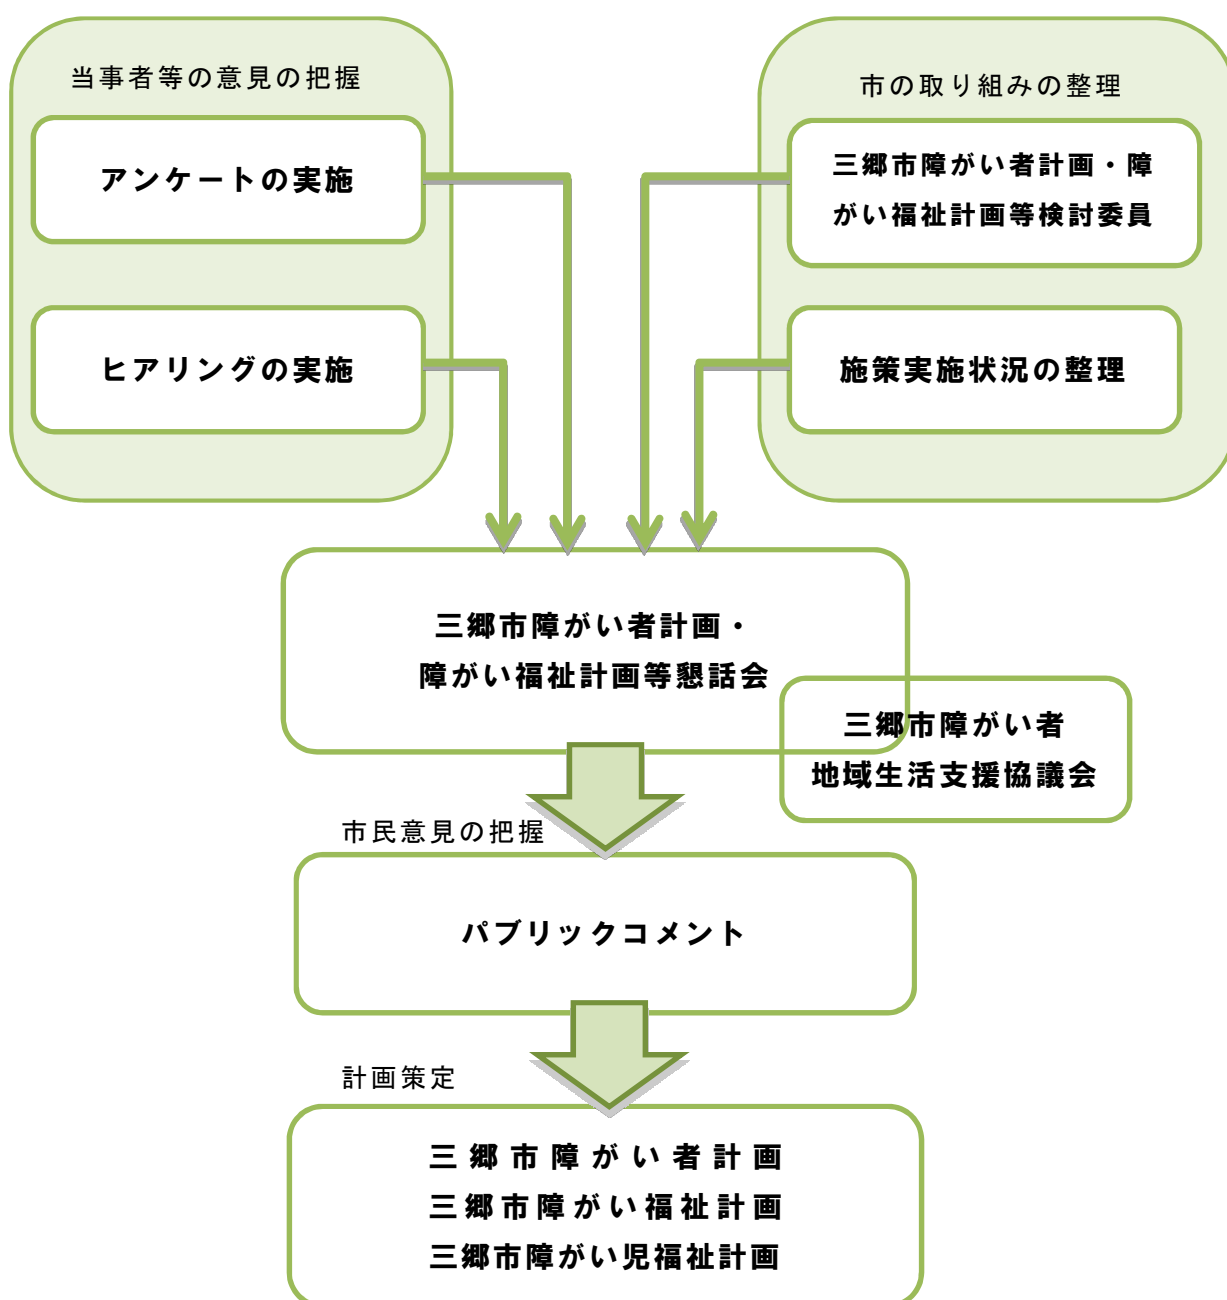 当事者等の意見の把握
アンケートの実施
ヒアリングの実施
市の取り組みの整理
三郷市障がい者計画・障
がい福祉計画等検討委員
施策実施状況の整理
三郷市障がい者計画・
障がい福祉計画等懇話会
三郷市障がい者
地域生活支援協議会
市民意見の把握
パブリックコメント
計画策定
三郷市障がい者計画
三郷市障がい福祉計画
三郷市障がい児福祉計画